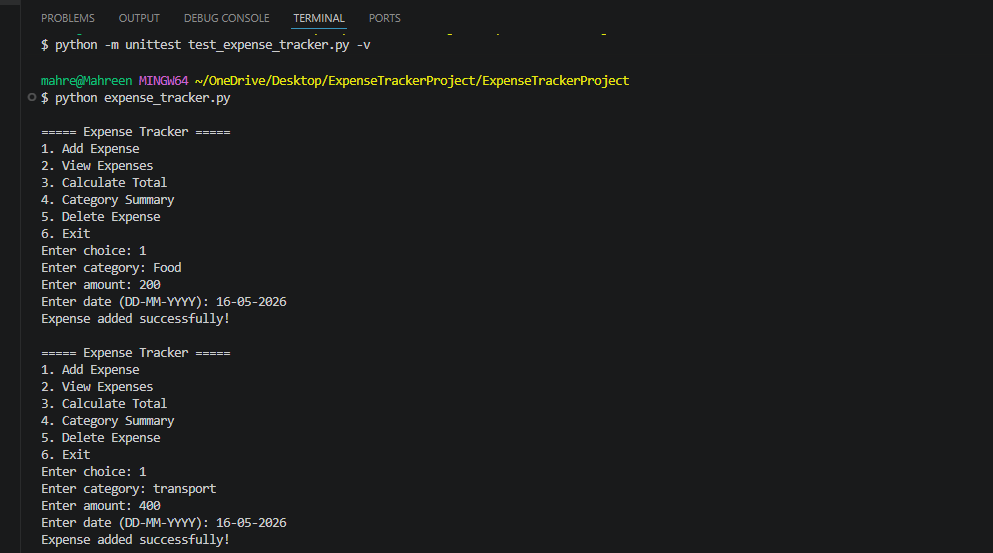 PROBLEMS OUTPUT DEBUG CONSOLE TERMINAL PORTS
$ python -m unittest test_expense_tracker.py -v
mahre@Mahreen MINGW64 ~/OneDrive/Desktop/ExpenseTrackerProject/ExpenseTrackerProject
$ python expense_tracker.py
===== Expense Tracker =====
1. Add Expense
2. View Expenses
3. Calculate Total
4. Category Summary
5. Delete Expense
6. Exit
Enter choice: 1
Enter category: Food
Enter amount: 200
Enter date (DD-MM-YYYY): 16-05-2026
Expense added successfully!
===== Expense Tracker =====
1. Add Expense
2. View Expenses
3. Calculate Total
4. Category Summary
5. Delete Expense
6. Exit
Enter choice: 1
Enter category: transport
Enter amount: 400
Enter date (DD-MM-YYYY): 16-05-2026
Expense added successfully!